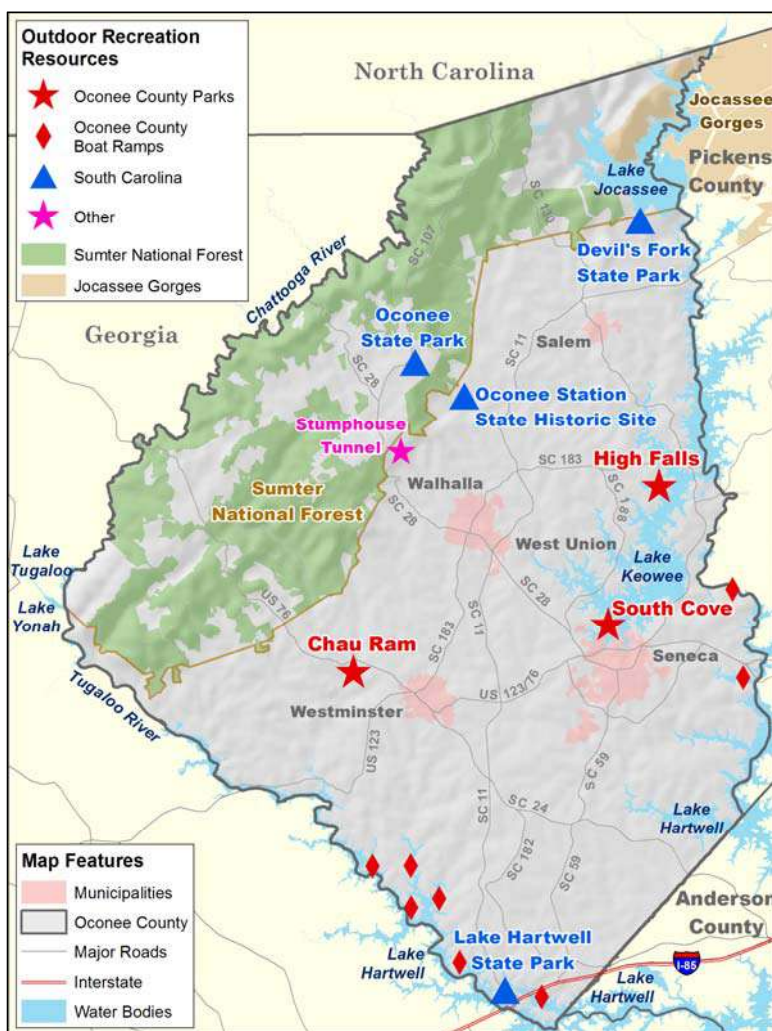 Outdoor Recreation
Resources
Oconee County Parks
Oconee County
Boat Ramps
South Carolina
Other
Sumter National Forest
Jocassee Gorges
North Carolina
Jocassee
Gorges
Pickens
County
Lake
Jocassee
SC 130
SC 107
Devil's Fork
State Park
Chattooga River
Georgia
Oconee
State Park
SC 11
Salem
SC 28
Oconee Station
State Historic Site
Stumphouse
Tunnel
SC 183
High Falls
Walhalla
Sumter
National Forest
SC 28
SC 188
West Union
Lake
Keowee
Lake
Tugaloo
Lake
Yonah
US 76
SC 28
South Cove
SC 183
SC 11
Chau Ram
Seneca
Tugaloo River
US 123/76
Westminster
US 123
SC 59
SC 11
SC 24
Lake
Hartwell
SC 182
SC 59
Map Features
Municipalities
Oconee County
Major Roads
Interstate
Water Bodies
Anderson
County
Lake Hartwell
State Park
Lake
Hartwell
I-85
Lake
Hartwell